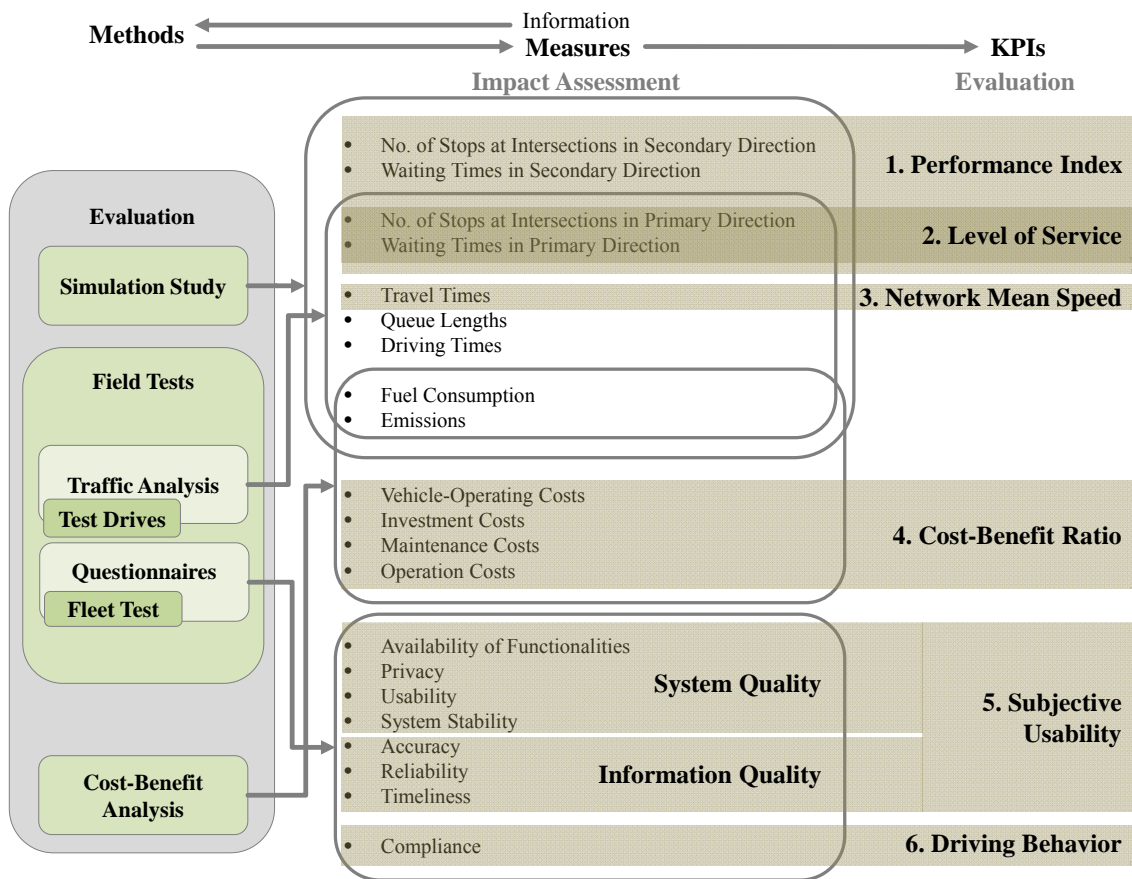 Information
Methods
Measures
KPIs
Impact Assessment
Evaluation
• No. of Stops at Intersections in Secondary Direction
• Waiting Times in Secondary Direction
1. Performance Index
Evaluation
• No. of Stops at Intersections in Primary Direction
• Waiting Times in Primary Direction
2. Level of Service
Simulation Study
• Travel Times
3. Network Mean Speed
• Queue Lengths
• Driving Times
Field Tests
• Fuel Consumption
• Emissions
Traffic Analysis
Test Drives
• Vehicle-Operating Costs
• Investment Costs
• Maintenance Costs
• Operation Costs
4. Cost-Benefit Ratio
Questionnaires
Fleet Test
• Availability of Functionalities
• Privacy
• Usability
• System Stability
System Quality
5. Subjective
Usability
• Accuracy
• Reliability
• Timeliness
Information Quality
Cost-Benefit
Analysis
• Compliance
6. Driving Behavior